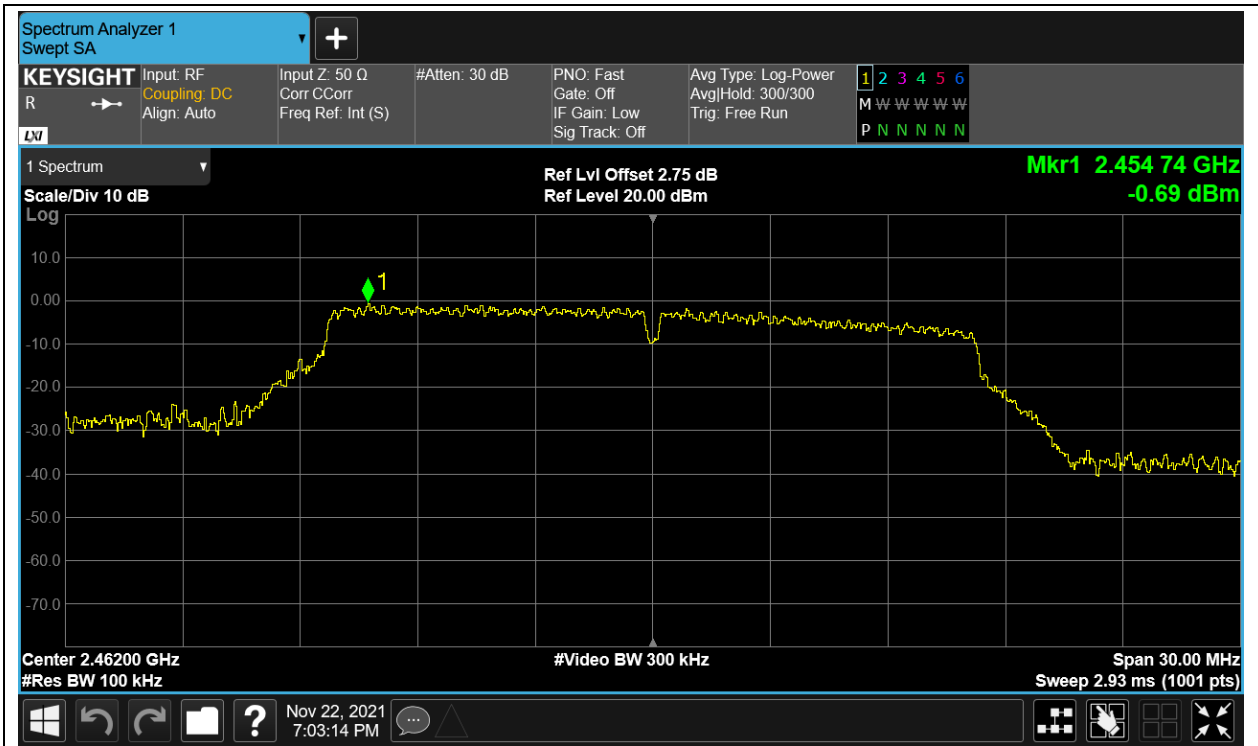 Spectrum Analyzer 1
Swept SA
KEYSIGHT
R
LXI
Input: RF
Coupling: DC
Align: Auto
Input Z: 50 Ω
Corr CCorr
Freq Ref: Int (S)
#Atten: 30 dB
PNO: Fast
Gate: Off
IF Gain: Low
Sig Track: Off
Avg Type: Log-Power
Avg|Hold: 300/300
Trig: Free Run
1 2 3 4 5 6
M W W W W W
P N N N N N
1 Spectrum
Scale/Div 10 dB
Log
Ref Lvl Offset 2.75 dB
Ref Level 20.00 dBm
Mkr1 2.454 74 GHz
-0.69 dBm
1
10.0
0.00
-10.0
-20.0
-30.0
-40.0
-50.0
-60.0
-70.0
Center 2.46200 GHz
#Res BW 100 kHz
#Video BW 300 kHz
Span 30.00 MHz
Sweep 2.93 ms (1001 pts)
?
Nov 22, 2021
7:03:14 PM